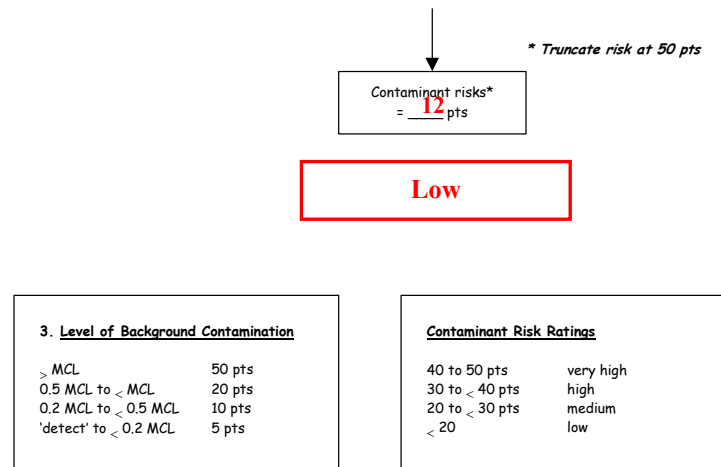 * Truncate risk at 50 pts
Contaminant risks*
= 12 pts
Low
3. Level of Background Contamination
> MCL 50 pts
0.5 MCL to < MCL 20 pts
0.2 MCL to < 0.5 MCL 10 pts
'detect' to < 0.2 MCL 5 pts
Contaminant Risk Ratings
40 to 50 pts very high
30 to < 40 pts high
20 to < 30 pts medium
< 20 low